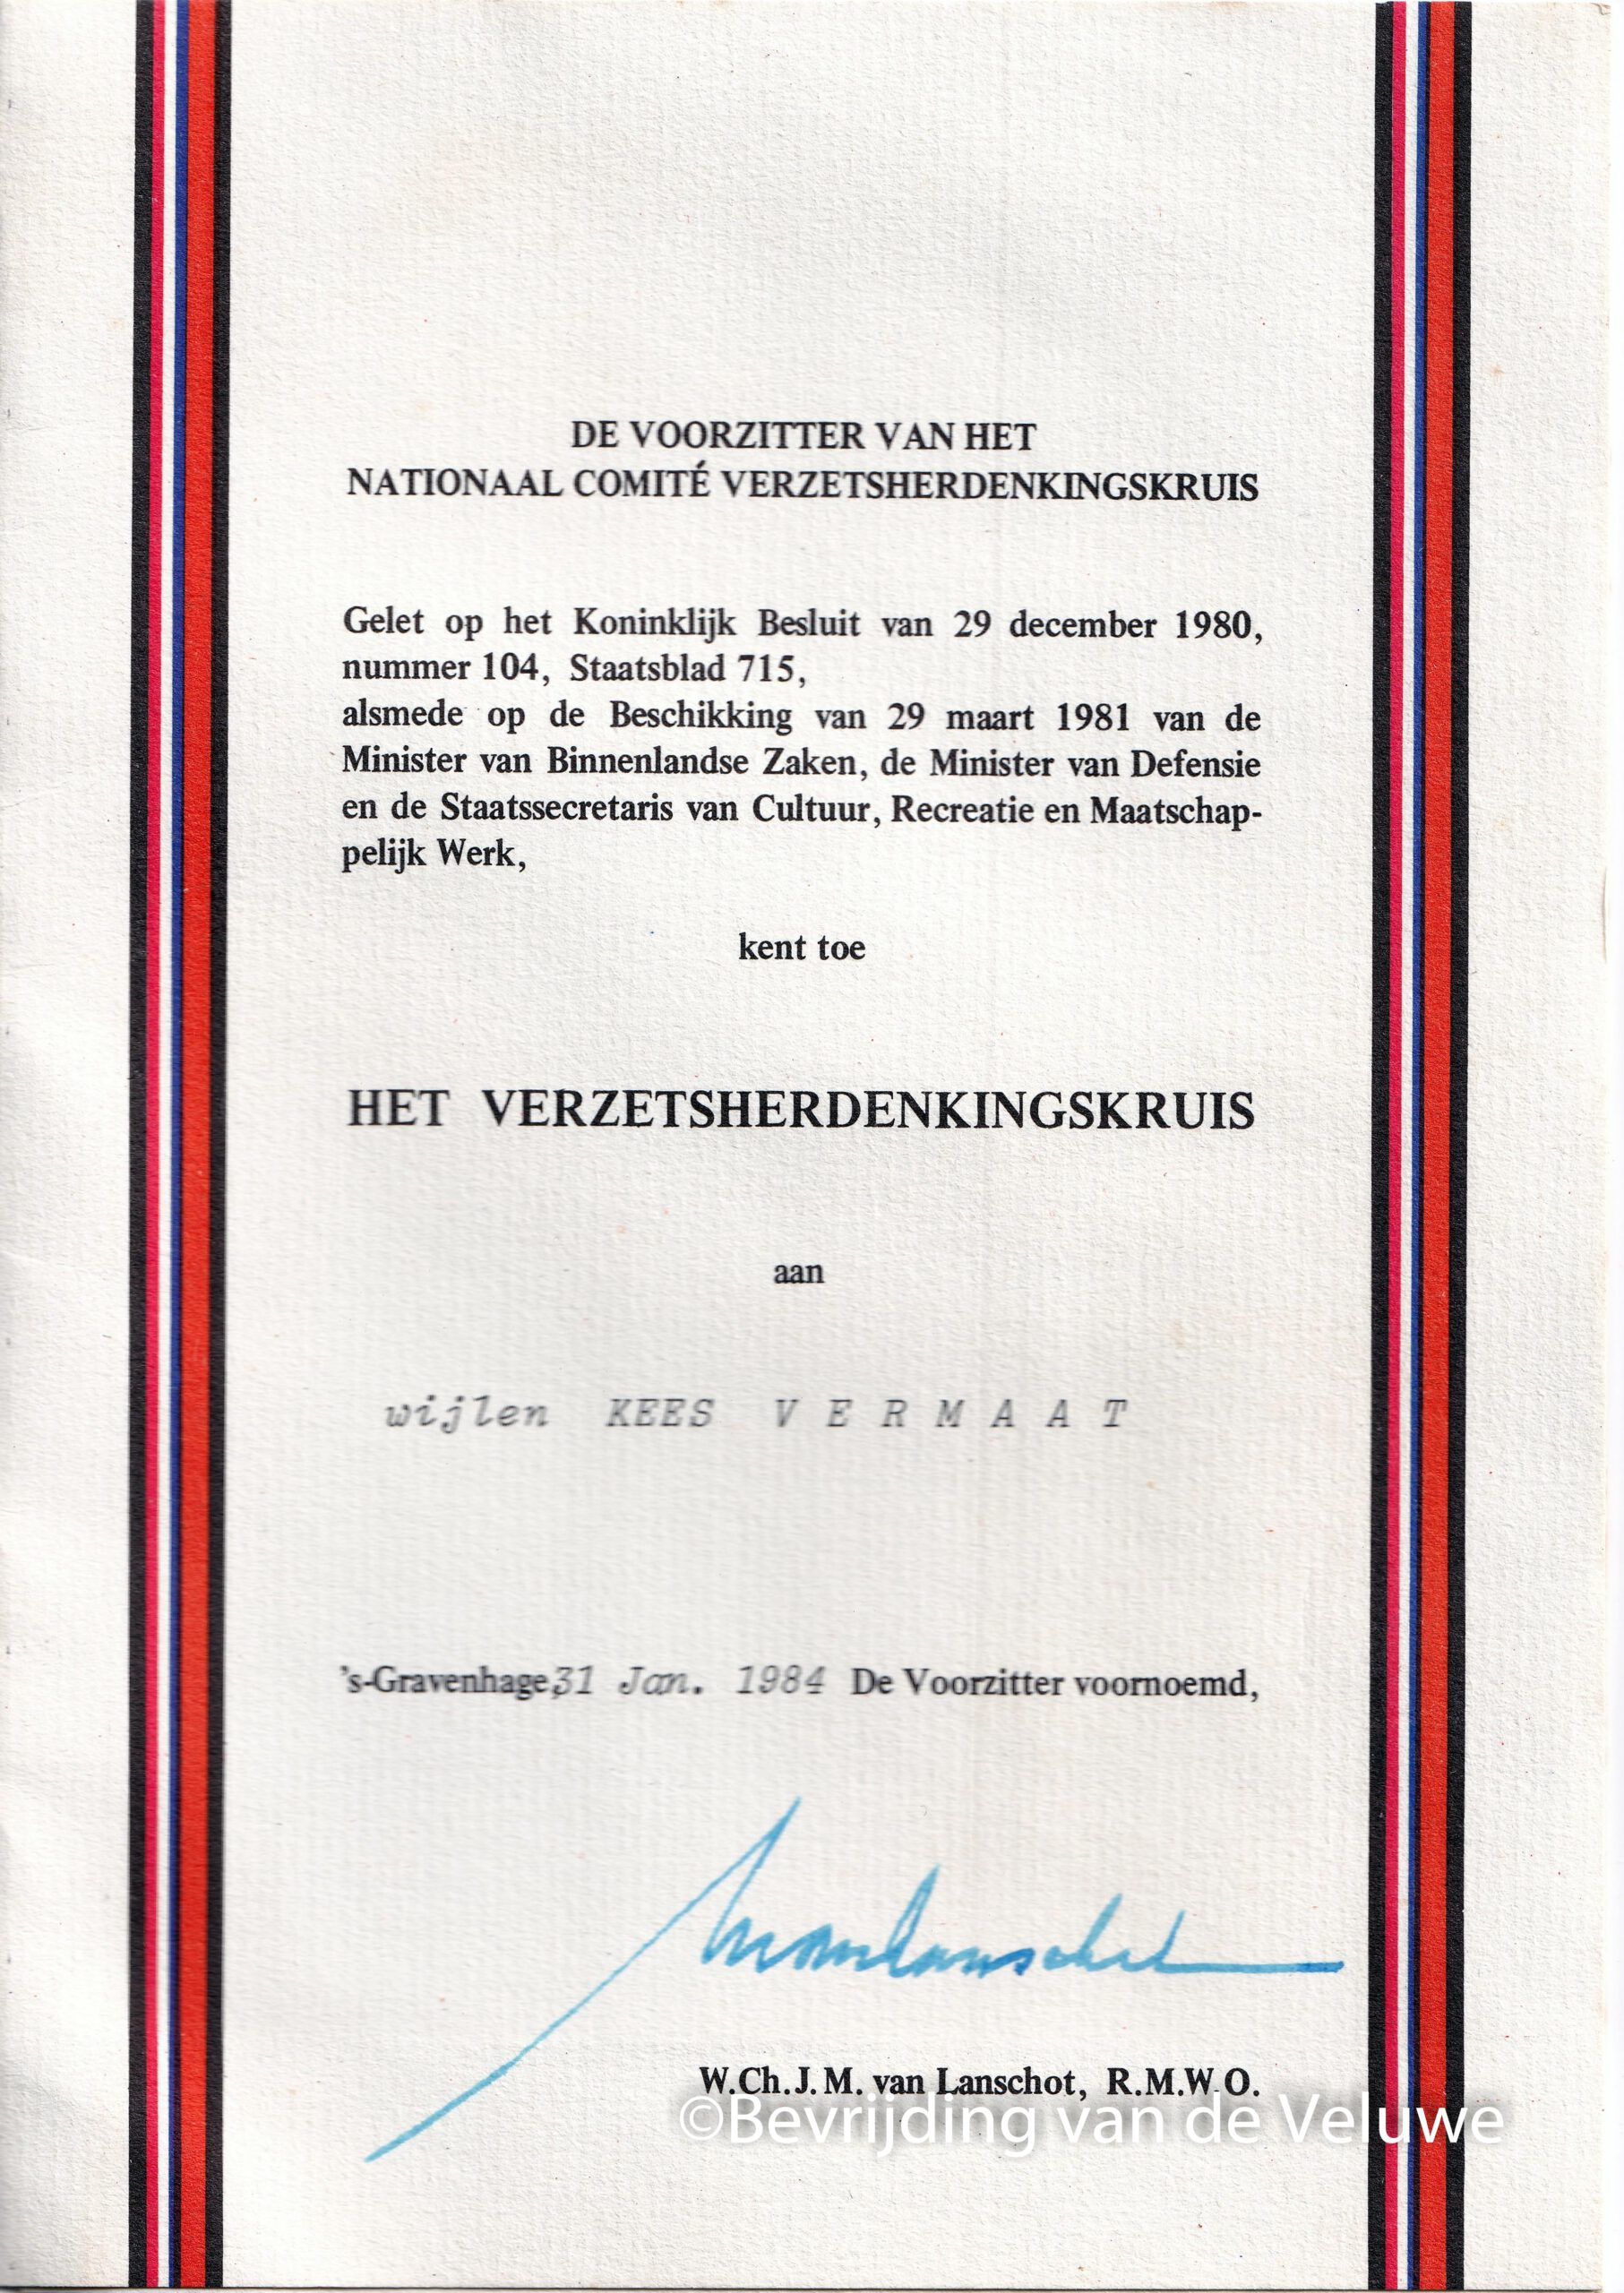 DE VOORZITTER VAN HET
NATIONAAL COMITÉ VERZETSHERDENKINGSKRUIS
Gelet op het Koninklijk Besluit van 29 december 1980,
nummer 104, Staatsblad 715,
alsmede op de Beschikking van 29 maart 1981 van de
Minister van Binnenlandse Zaken, de Minister van Defensie
en de Staatssecretaris van Cultuur, Recreatie en Maatschap-
pelijk Werk,
kent toe
HET VERZETSHERDENKINGSKRUIS
aan
wijlen KEES V E R M A A T
's-Gravenhage, 31 Jan. 1984 De Voorzitter voornoemd,
W.Ch.J.M. van Lanschot, R.M.W.O.
©Bevrijding van de Veluwe